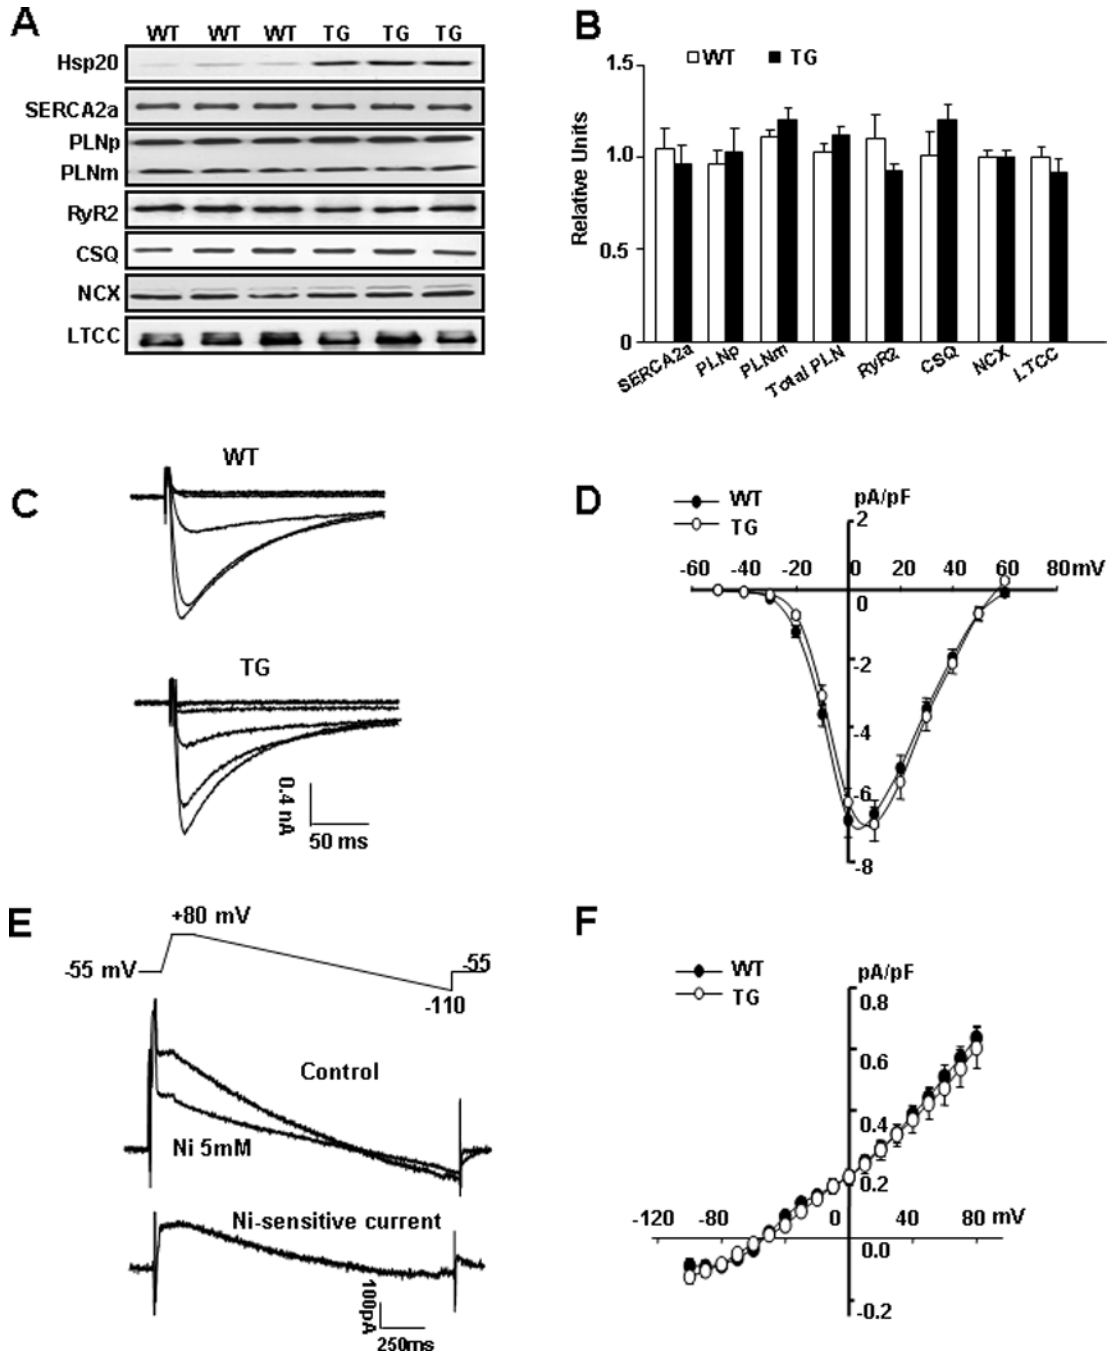 A
WT WT WT TG TG TG
Hsp20
SERCA2a
PLNp
PLNm
RyR2
CSQ
NCX
LTCC
B
WT TG
1.5
1.0
0.5
0
Relative Units
SERCA2a PLNp PLNm Total PLN RyR2 CSQ NCX LTCC
C
WT
TG
0.4 nA
50 ms
D
WT
TG
pA/pF
2
-60 -40 -20 0 20 40 60 80 mV
0
-2
-4
-6
-8
E
+80 mV
-55 mV
-55
-110
Control
Ni 5mM
Ni-sensitive current
100pA
250ms
F
WT
TG
pA/pF
0.8
0.6
0.4
0.2
-120 -80 0 40 80 mV
0.0
-0.2